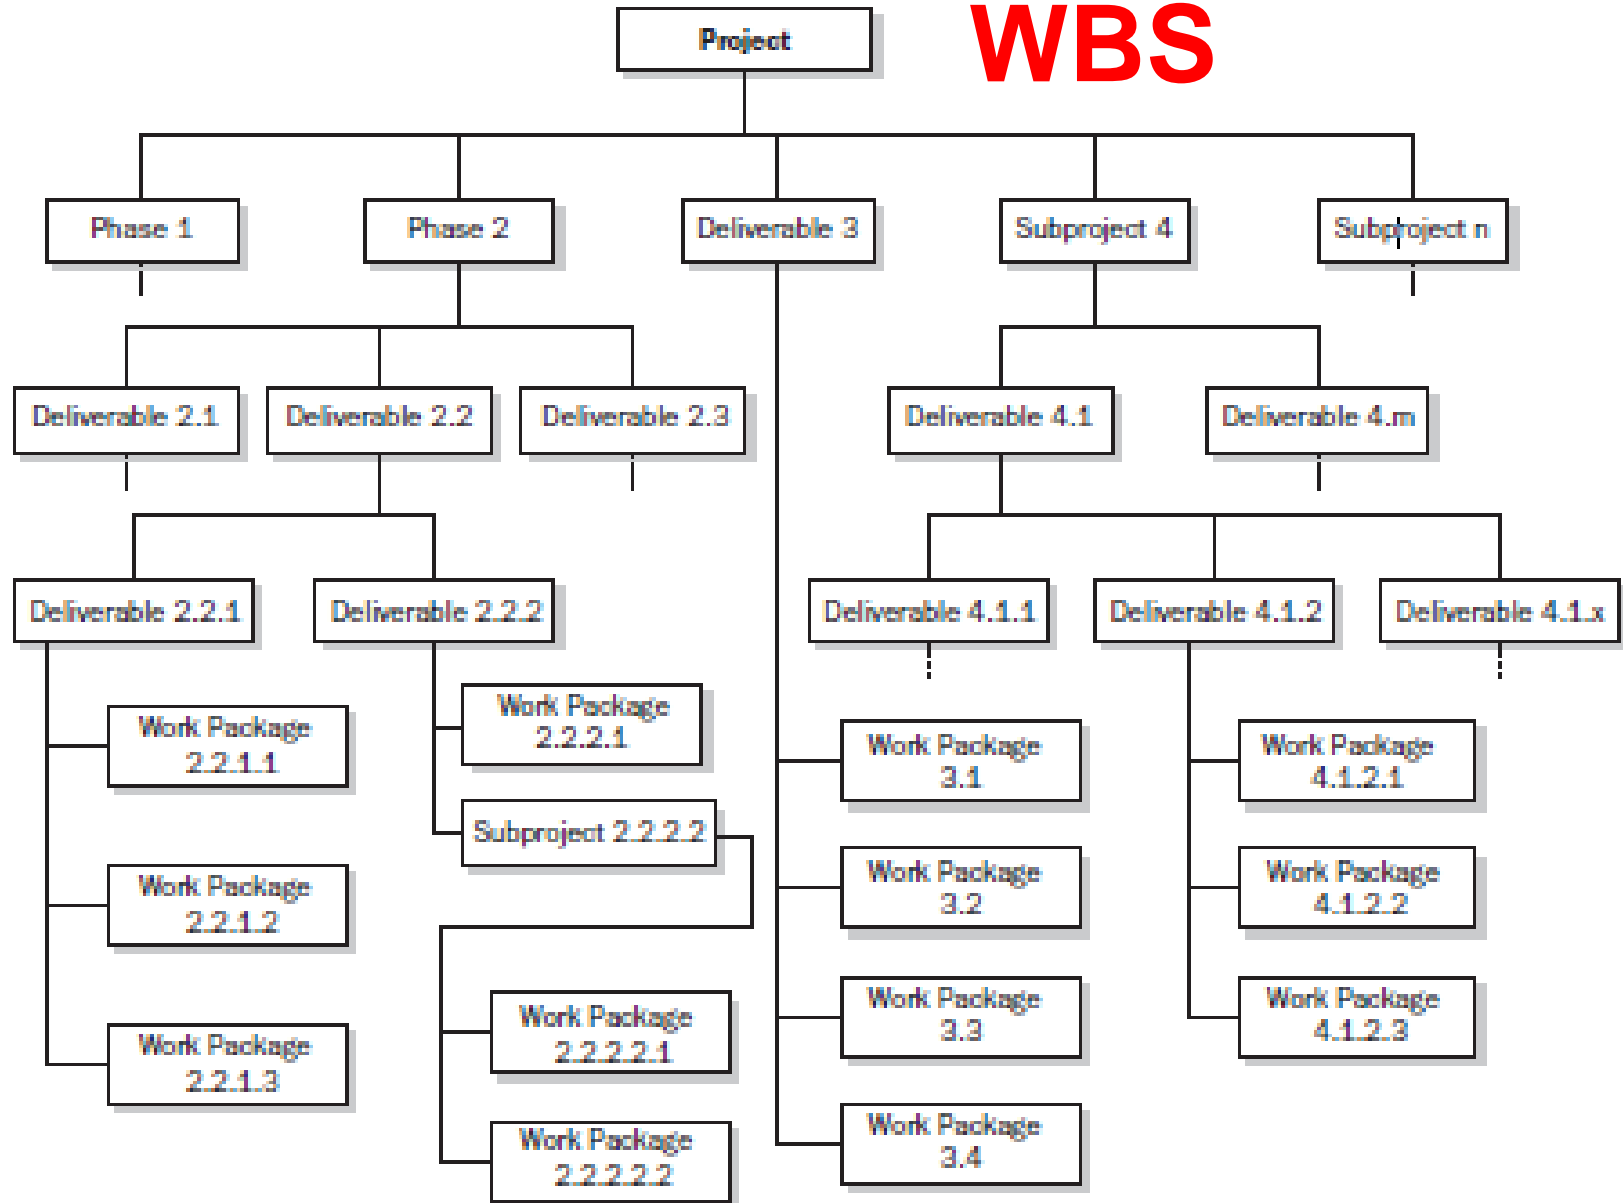 Project
WBS
Phase 1
Phase 2
Deliverable 3
Subproject 4
Subproject n
Deliverable 2.1
Deliverable 2.2
Deliverable 2.3
Deliverable 4.1
Deliverable 4.m
Deliverable 2.2.1
Deliverable 2.2.2
Deliverable 4.1.1
Deliverable 4.1.2
Deliverable 4.1.x
Work Package
2.2.1.1
Work Package
2.2.1.2
Work Package
2.2.1.3
Work Package
2.2.2.1
Subproject 2.2.2.2
Work Package
2.2.2.2.1
Work Package
2.2.2.2.2
Work Package
3.1
Work Package
3.2
Work Package
3.3
Work Package
3.4
Work Package
4.1.2.1
Work Package
4.1.2.2
Work Package
4.1.2.3